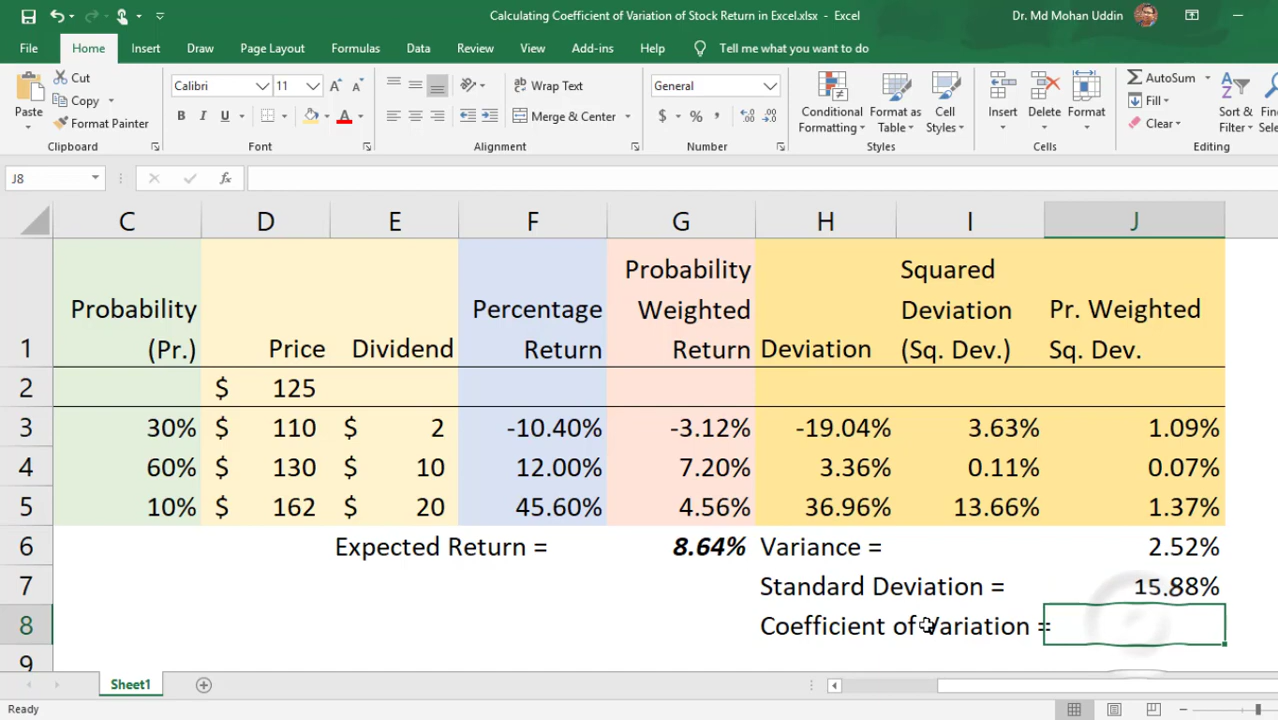 Calculating Coefficient of Variation of Stock Return in Excel.xlsx - Excel
Dr. Md Mohan Uddin
File Home Insert Draw Page Layout Formulas Data Review View Add-ins Help Tell me what you want to do
Paste
Cut
Copy
Format Painter
Clipboard
Calibri 11
B I U
Font
Wrap Text
Merge & Center
Alignment
General
$ % ,
Number
Conditional Formatting
Format as Table
Cell Styles
Styles
Insert
Delete
Format
Cells
AutoSum
Fill
Clear
Sort & Filter
Editing
J8
fx
C D E F G H I J
1 Probability (Pr.) Price Dividend Percentage Return Probability Weighted Return Deviation Squared Deviation (Sq. Dev.) Pr. Weighted Sq. Dev.
2 $ 125
3 30% $ 110 $ 2 -10.40% -3.12% -19.04% 3.63% 1.09%
4 60% $ 130 $ 10 12.00% 7.20% 3.36% 0.11% 0.07%
5 10% $ 162 $ 20 45.60% 4.56% 36.96% 13.66% 1.37%
6 Expected Return = 8.64% Variance = 2.52%
7 Standard Deviation = 15.88%
8 Coefficient of Variation =
9
Sheet1
Ready